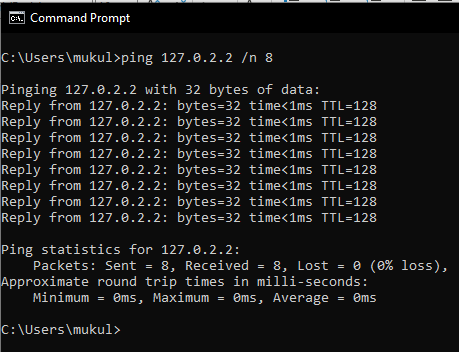 Command Prompt
C:\Users\mukul>ping 127.0.2.2 /n 8
Pinging 127.0.2.2 with 32 bytes of data:
Reply from 127.0.2.2: bytes=32 time<1ms TTL=128
Reply from 127.0.2.2: bytes=32 time<1ms TTL=128
Reply from 127.0.2.2: bytes=32 time<1ms TTL=128
Reply from 127.0.2.2: bytes=32 time<1ms TTL=128
Reply from 127.0.2.2: bytes=32 time<1ms TTL=128
Reply from 127.0.2.2: bytes=32 time<1ms TTL=128
Reply from 127.0.2.2: bytes=32 time<1ms TTL=128
Reply from 127.0.2.2: bytes=32 time<1ms TTL=128
Ping statistics for 127.0.2.2:
    Packets: Sent = 8, Received = 8, Lost = 0 (0% loss),
Approximate round trip times in milli-seconds:
    Minimum = 0ms, Maximum = 0ms, Average = 0ms
C:\Users\mukul>